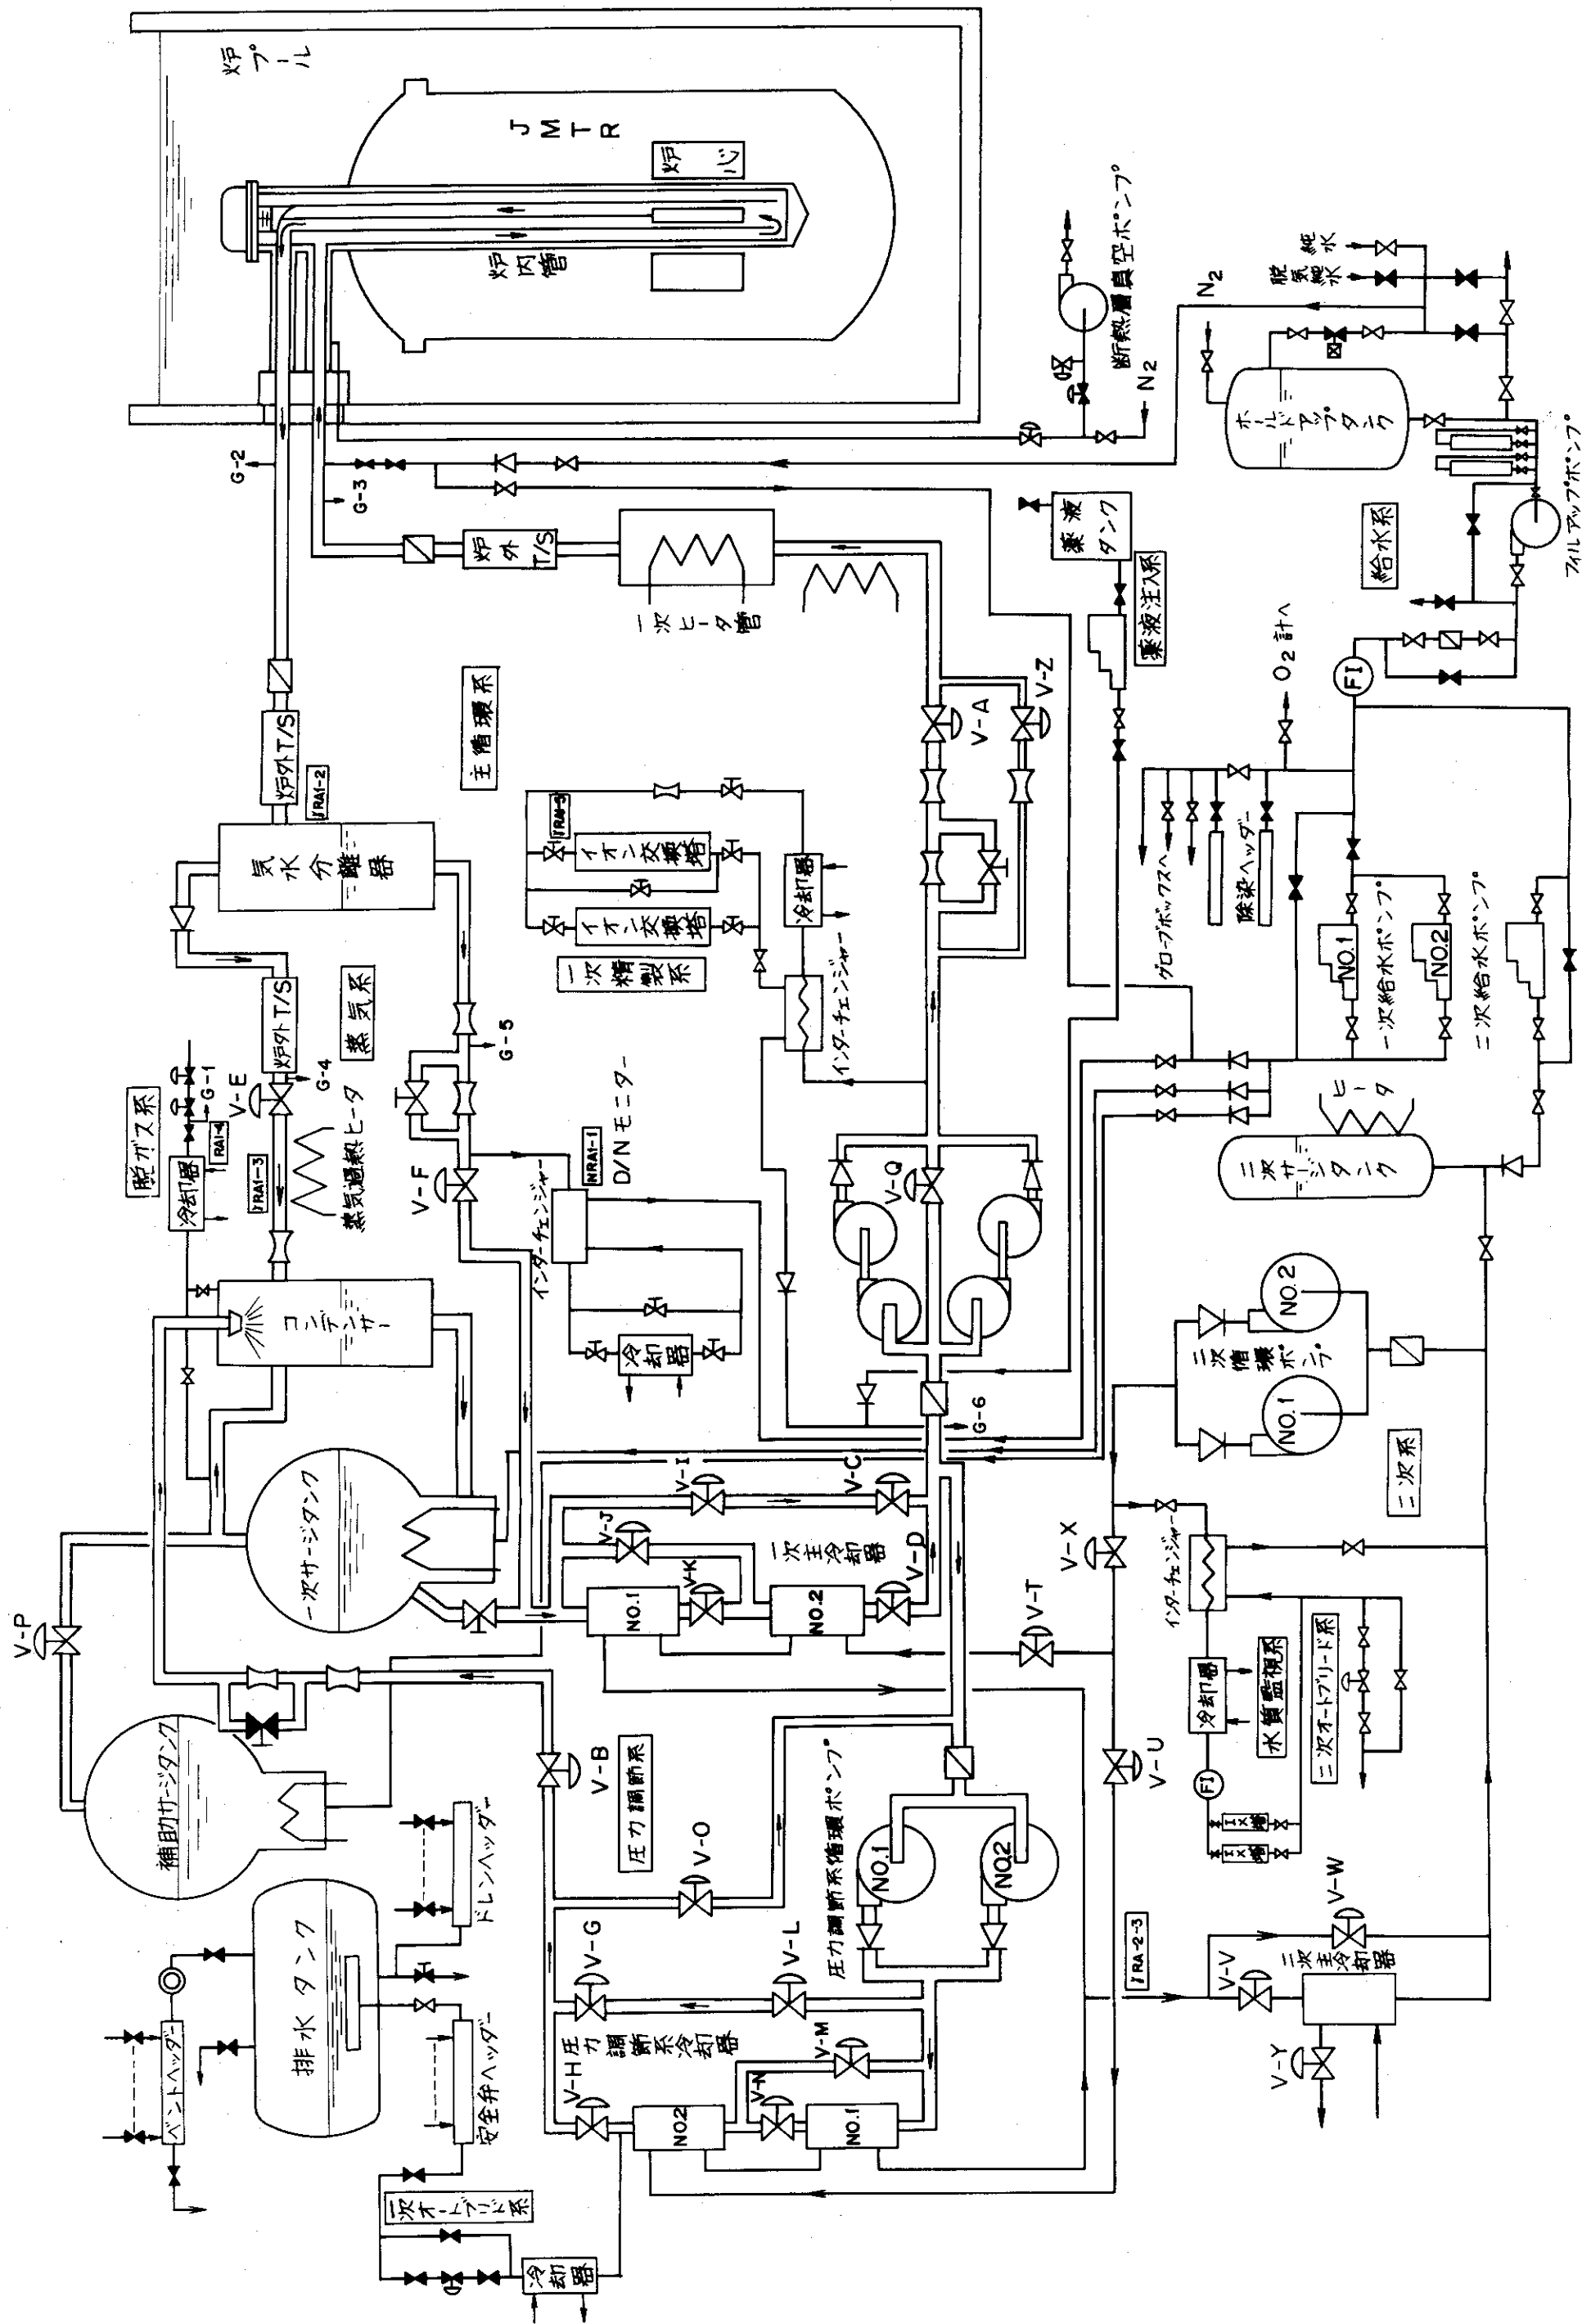 炉プール
JMTR
炉心
炉内管
断熱層真空ポンプ
N2
純水
脱気純水
N2
ホールドアップタンク
フィルアップポンプ
給水系
G-2
G-3
炉外T/S
一次ヒータ管
薬液タンク
薬液注入系
O2計へ
FI
主循環系
炉外T/S
γRA1-2
気水分離器
V-A
V-Z
イオン交換塔
イオン交換塔
冷却器
一次精製系
インターチェンジャー
グローブボックスへ
除染ヘッダー
NO.1
NO.2
一次給水ポンプ
二次給水ポンプ
蒸気系
炉外T/S
G-4
G-5
V-E
脱ガス系
G-1
RA1-4
冷却器
γRA1-3
蒸気過熱ヒータ
V-F
NRA1-1
D/Nモニター
インターチェンジャー
冷却器
V-Q
ヒータ
二次サージタンク
コンデンサー
G-6
NO.2
NO.1
二次循環ポンプ
二次系
一次サージタンク
V-I
V-C
V-J
V-K
V-D
NO.1
NO.2
一次主冷却器
V-T
V-X
V-U
インターチェンジャー
冷却器
水質監視系
二次オートブリード系
FI
V-P
補助サージタンク
V-B
圧力調節系
V-O
圧力調節系循環ポンプ
NO.1
NO.2
V-G
V-L
V-H
V-M
V-N
圧力調節系冷却器
NO.2
NO.1
γRA-2-3
V-V
V-W
V-Y
二次主冷却器
排水タンク
ドレンヘッダー
ベントヘッダー
安全弁ヘッダー
冷却器